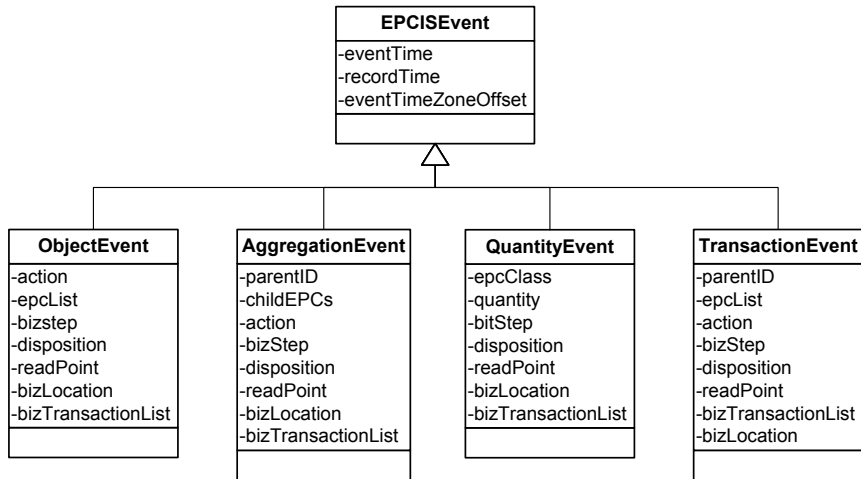 EPCISEvent
-eventTime
-recordTime
-eventTimeZoneOffset
ObjectEvent
-action
-epcList
-bizstep
-disposition
-readPoint
-bizLocation
-bizTransactionList
AggregationEvent
-parentID
-childEPCs
-action
-bizStep
-disposition
-readPoint
-bizLocation
-bizTransactionList
QuantityEvent
-epcClass
-quantity
-bitStep
-disposition
-readPoint
-bizLocation
-bizTransactionList
TransactionEvent
-parentID
-epcList
-action
-bizStep
-disposition
-readPoint
-bizTransactionList
-bizLocation